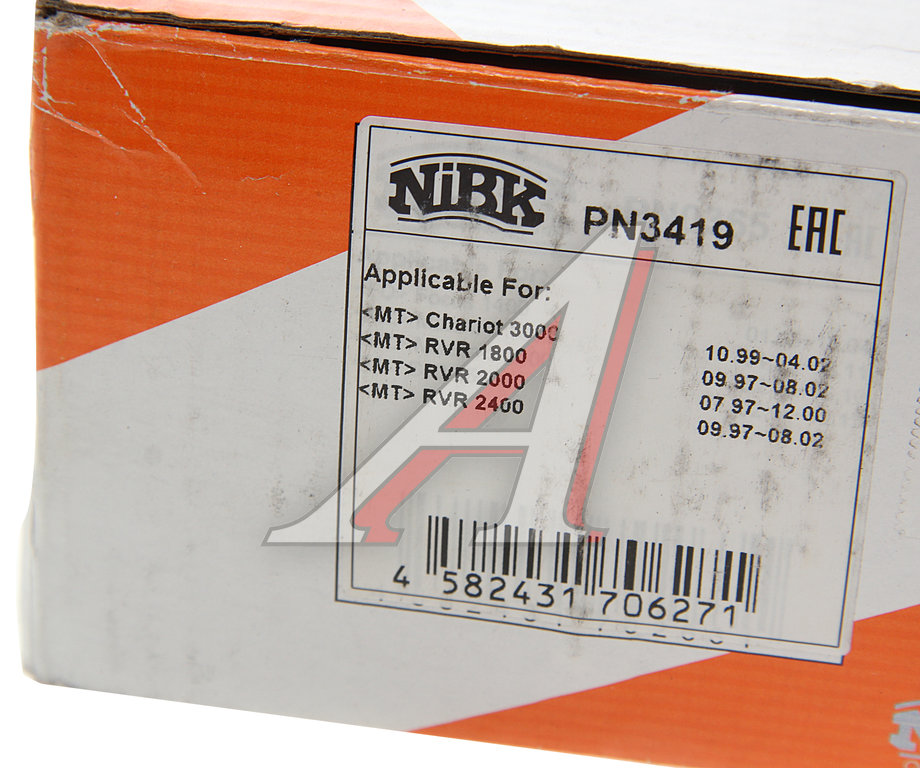 NiBK
PN3419
EAC
Applicable For:
<MT> Chariot 3000 10.99~04.02
<MT> RVR 1800 09.97~08.02
<MT> RVR 2000 07.97~12.00
<MT> RVR 2400 09.97~08.02
4 582431 706271